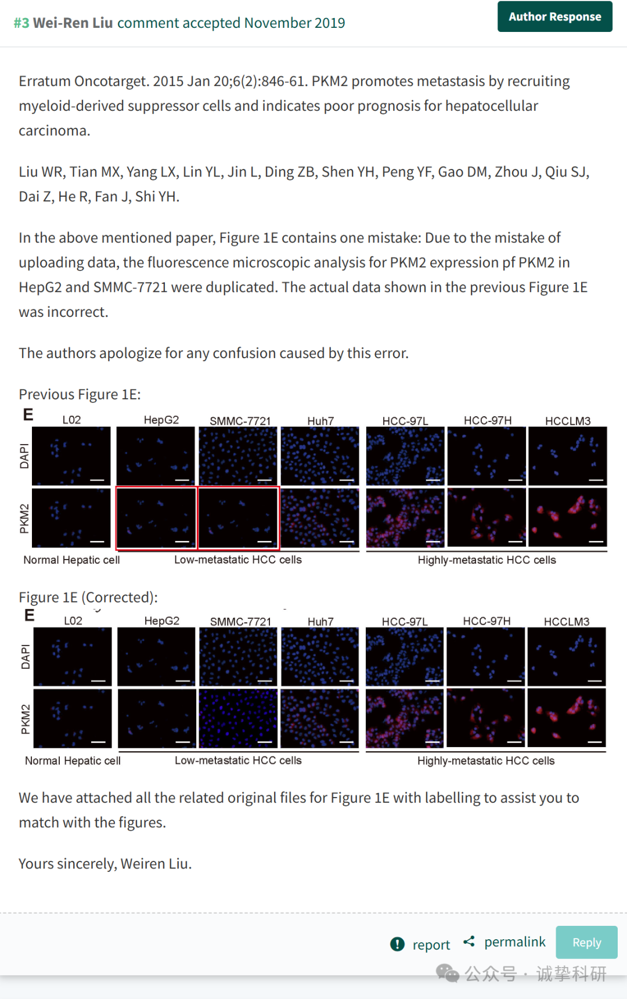 #3 Wei-Ren Liu comment accepted November 2019
Author Response
Erratum Oncotarget. 2015 Jan 20;6(2):846-61. PKM2 promotes metastasis by recruiting
myeloid-derived suppressor cells and indicates poor prognosis for hepatocellular
carcinoma.
Liu WR, Tian MX, Yang LX, Lin YL, Jin L, Ding ZB, Shen YH, Peng YF, Gao DM, Zhou J, Qiu SJ,
Dai Z, He R, Fan J, Shi YH.
In the above mentioned paper, Figure 1E contains one mistake: Due to the mistake of
uploading data, the fluorescence microscopic analysis for PKM2 expression pf PKM2 in
HepG2 and SMMC-7721 were duplicated. The actual data shown in the previous Figure 1E
was incorrect.
The authors apologize for any confusion caused by this error.
Previous Figure 1E:
E
L02 HepG2 SMMC-7721 Huh7 HCC-97L HCC-97H HCCLM3
DAPI
PKM2
Normal Hepatic cell Low-metastatic HCC cells Highly-metastatic HCC cells
Figure 1E (Corrected):
E
L02 HepG2 SMMC-7721 Huh7 HCC-97L HCC-97H HCCLM3
DAPI
PKM2
Normal Hepatic cell Low-metastatic HCC cells Highly-metastatic HCC cells
We have attached all the related original files for Figure 1E with labelling to assist you to
match with the figures.
Yours sincerely, Weiren Liu.
report permalink Reply
公众号 · 诚挚科研